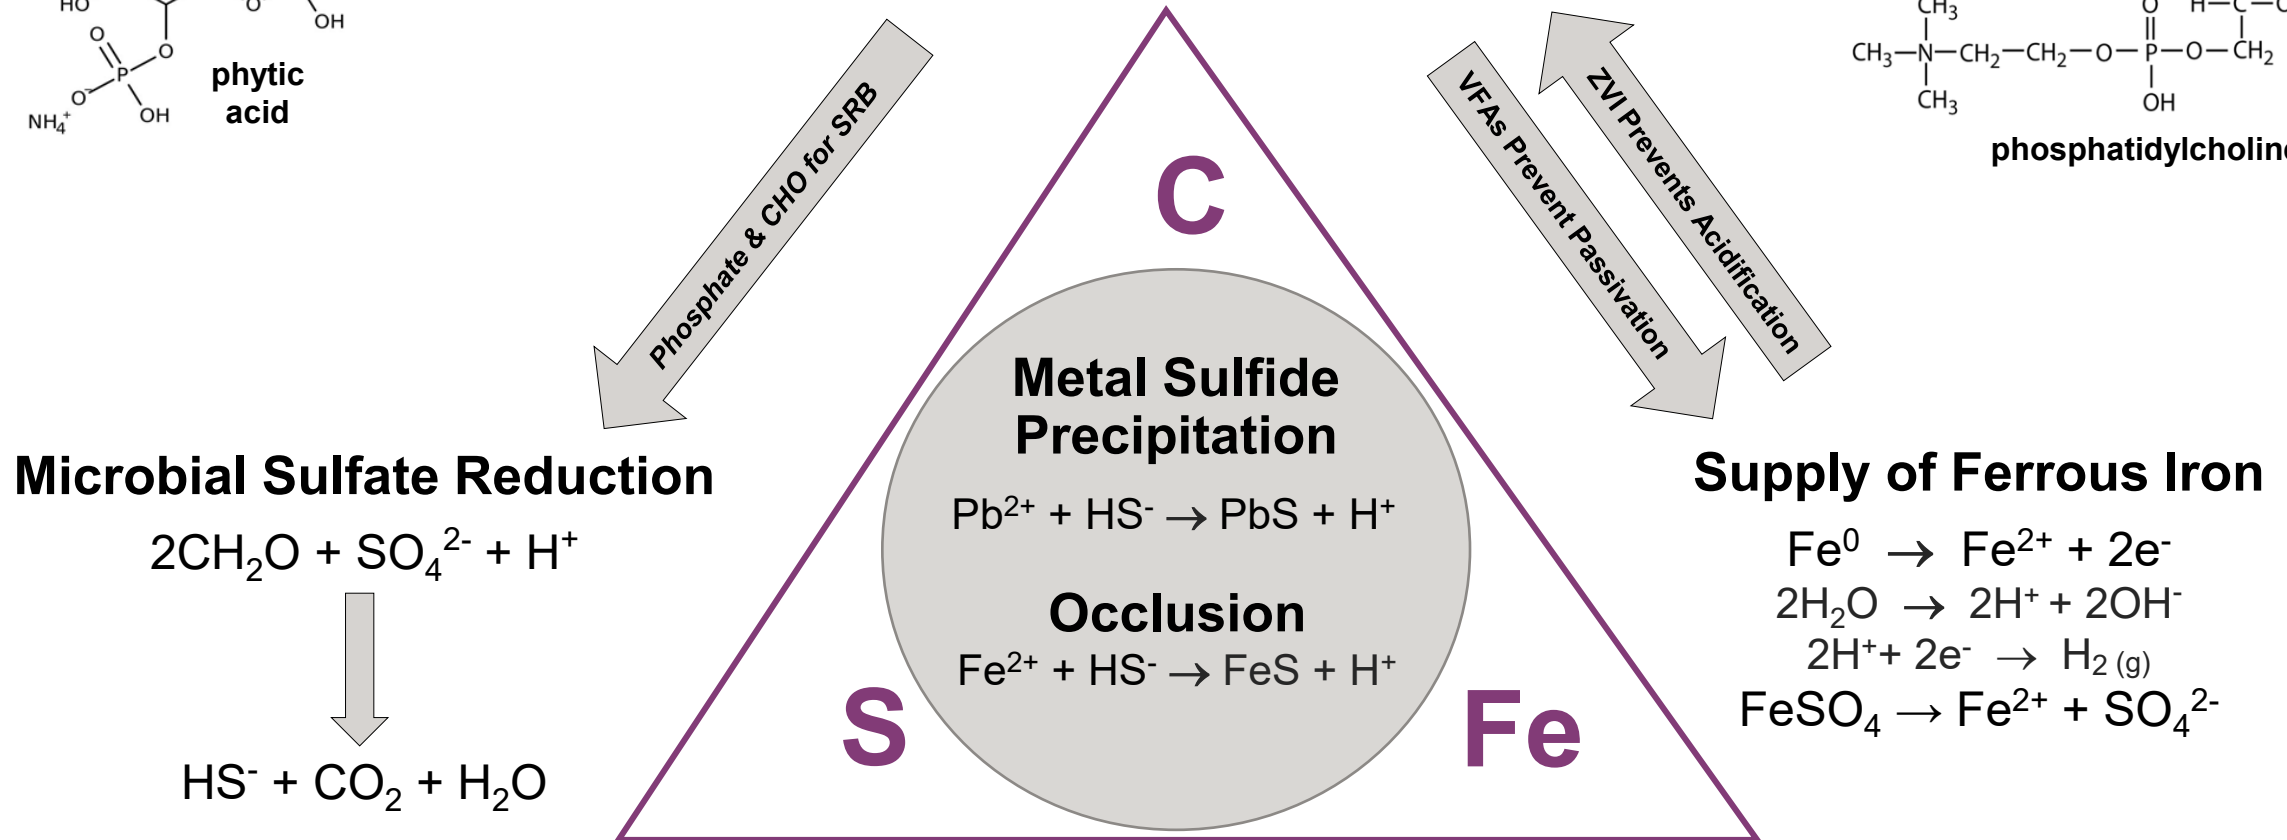 HO
O
OH
O
O
P
O⁻
OH
NH₄⁺
phytic
acid
Phosphate & CHO for SRB
C
VFAs Prevent Passivation
ZVI Prevents Acidification
CH₃
O
H—C—O
CH₃—N—CH₂—CH₂—O—P—O—CH₂
CH₃
OH
phosphatidylcholine
Metal Sulfide
Precipitation
Pb²⁺ + HS⁻ → PbS + H⁺
Occlusion
Fe²⁺ + HS⁻ → FeS + H⁺
S
Fe
Microbial Sulfate Reduction
2CH₂O + SO₄²⁻ + H⁺
HS⁻ + CO₂ + H₂O
Supply of Ferrous Iron
Fe⁰ → Fe²⁺ + 2e⁻
2H₂O → 2H⁺ + 2OH⁻
2H⁺+ 2e⁻ → H₂ (g)
FeSO₄ → Fe²⁺ + SO₄²⁻